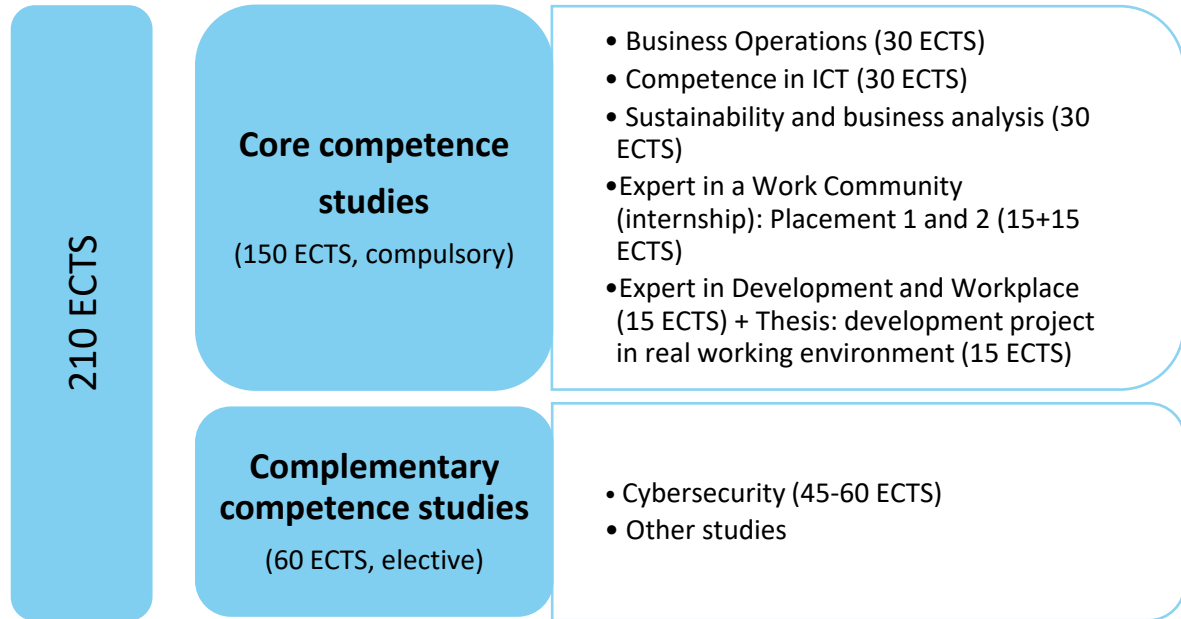 210 ECTS
Core competence
studies
(150 ECTS, compulsory)
• Business Operations (30 ECTS)
• Competence in ICT (30 ECTS)
• Sustainability and business analysis (30
ECTS)
•Expert in a Work Community
(internship): Placement 1 and 2 (15+15
ECTS)
•Expert in Development and Workplace
(15 ECTS) + Thesis: development project
in real working environment (15 ECTS)
Complementary
competence studies
(60 ECTS, elective)
• Cybersecurity (45-60 ECTS)
• Other studies